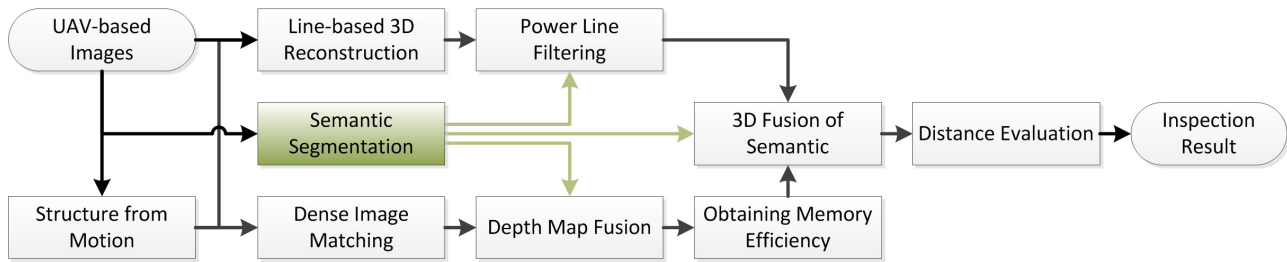 UAV-based
Images
Line-based 3D
Reconstruction
Power Line
Filtering
Semantic
Segmentation
3D Fusion of
Semantic
Distance Evaluation
Inspection
Result
Structure from
Motion
Dense Image
Matching
Depth Map Fusion
Obtaining Memory
Efficiency